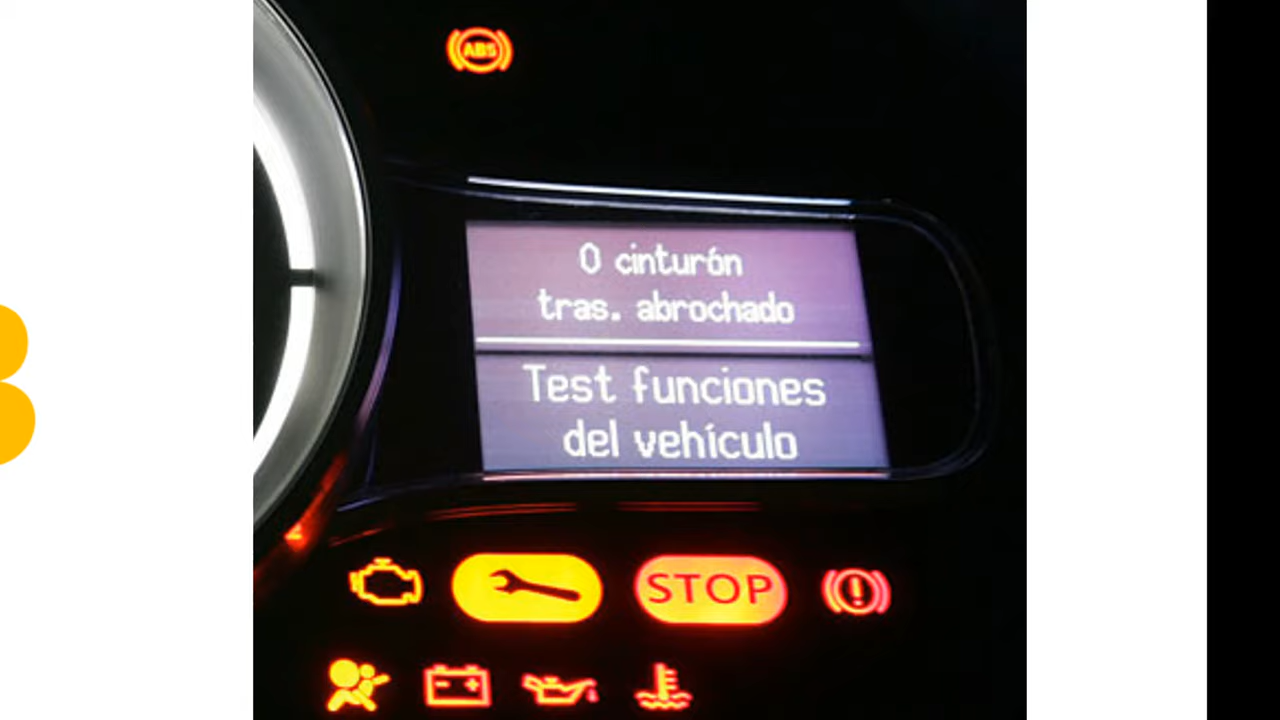 ABS
0 cinturón
tras. abrochado
Test funciones
del vehículo
STOP